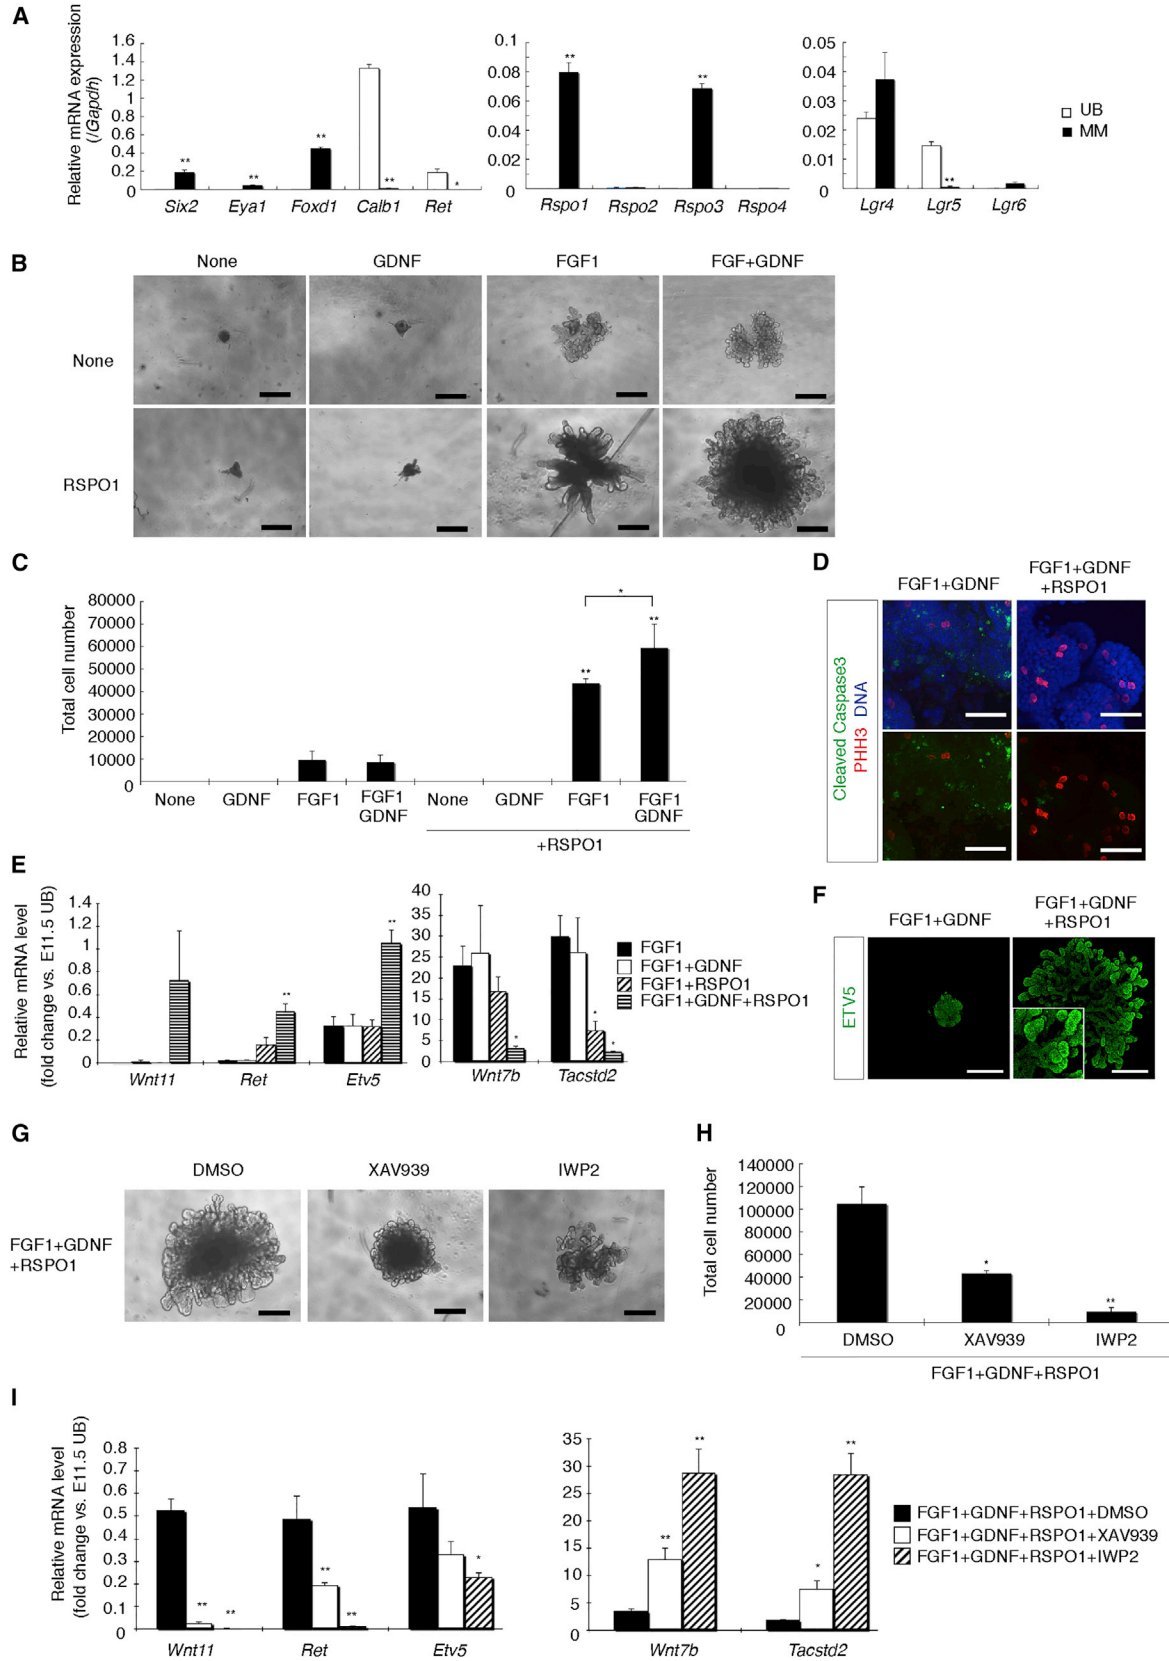 A
Relative mRNA expression
(/Gapdh)
1.6
1.4
1.2
1
0.8
0.6
0.4
0.2
0
** ** ** ** *
Six2 Eya1 Foxd1 Calb1 Ret
0.1
0.08
0.06
0.04
0.02
0
** **
Rspo1 Rspo2 Rspo3 Rspo4
0.05
0.04
0.03
0.02
0.01
0
**
Lgr4 Lgr5 Lgr6
UB
MM
B
None GDNF FGF1 FGF+GDNF
None
RSPO1
C
Total cell number
80000
70000
60000
50000
40000
30000
20000
10000
0
** * **
None GDNF FGF1 FGF1 GDNF None GDNF FGF1 FGF1 GDNF
+RSPO1
D
FGF1+GDNF
FGF1+GDNF
+RSPO1
Cleaved Caspase3
PHH3 DNA
E
Relative mRNA level
(fold change vs. E11.5 UB)
1.4
1.2
1
0.8
0.6
0.4
0.2
0
** **
Wnt11 Ret Etv5
40
35
30
25
20
15
10
5
0
* * *
Wnt7b Tacstd2
FGF1
FGF1+GDNF
FGF1+RSPO1
FGF1+GDNF+RSPO1
F
FGF1+GDNF
FGF1+GDNF
+RSPO1
ETV5
G
DMSO XAV939 IWP2
FGF1+GDNF
+RSPO1
H
Total cell number
140000
120000
100000
80000
60000
40000
20000
0
* **
DMSO XAV939 IWP2
FGF1+GDNF+RSPO1
I
Relative mRNA level
(fold change vs. E11.5 UB)
0.8
0.7
0.6
0.5
0.4
0.3
0.2
0.1
0
** ** ** ** *
Wnt11 Ret Etv5
35
30
25
20
15
10
5
0
** ** * **
Wnt7b Tacstd2
FGF1+GDNF+RSPO1+DMSO
FGF1+GDNF+RSPO1+XAV939
FGF1+GDNF+RSPO1+IWP2